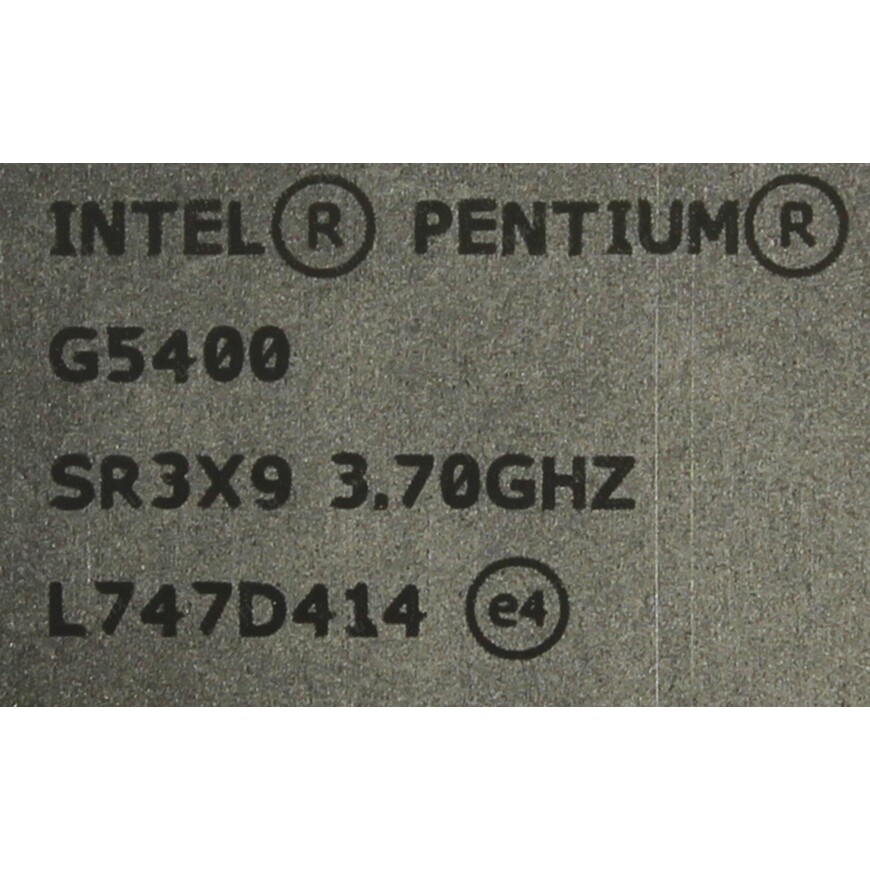 INTEL® PENTIUM®
G5400
SR3X9 3.70GHZ
L747D414 e4